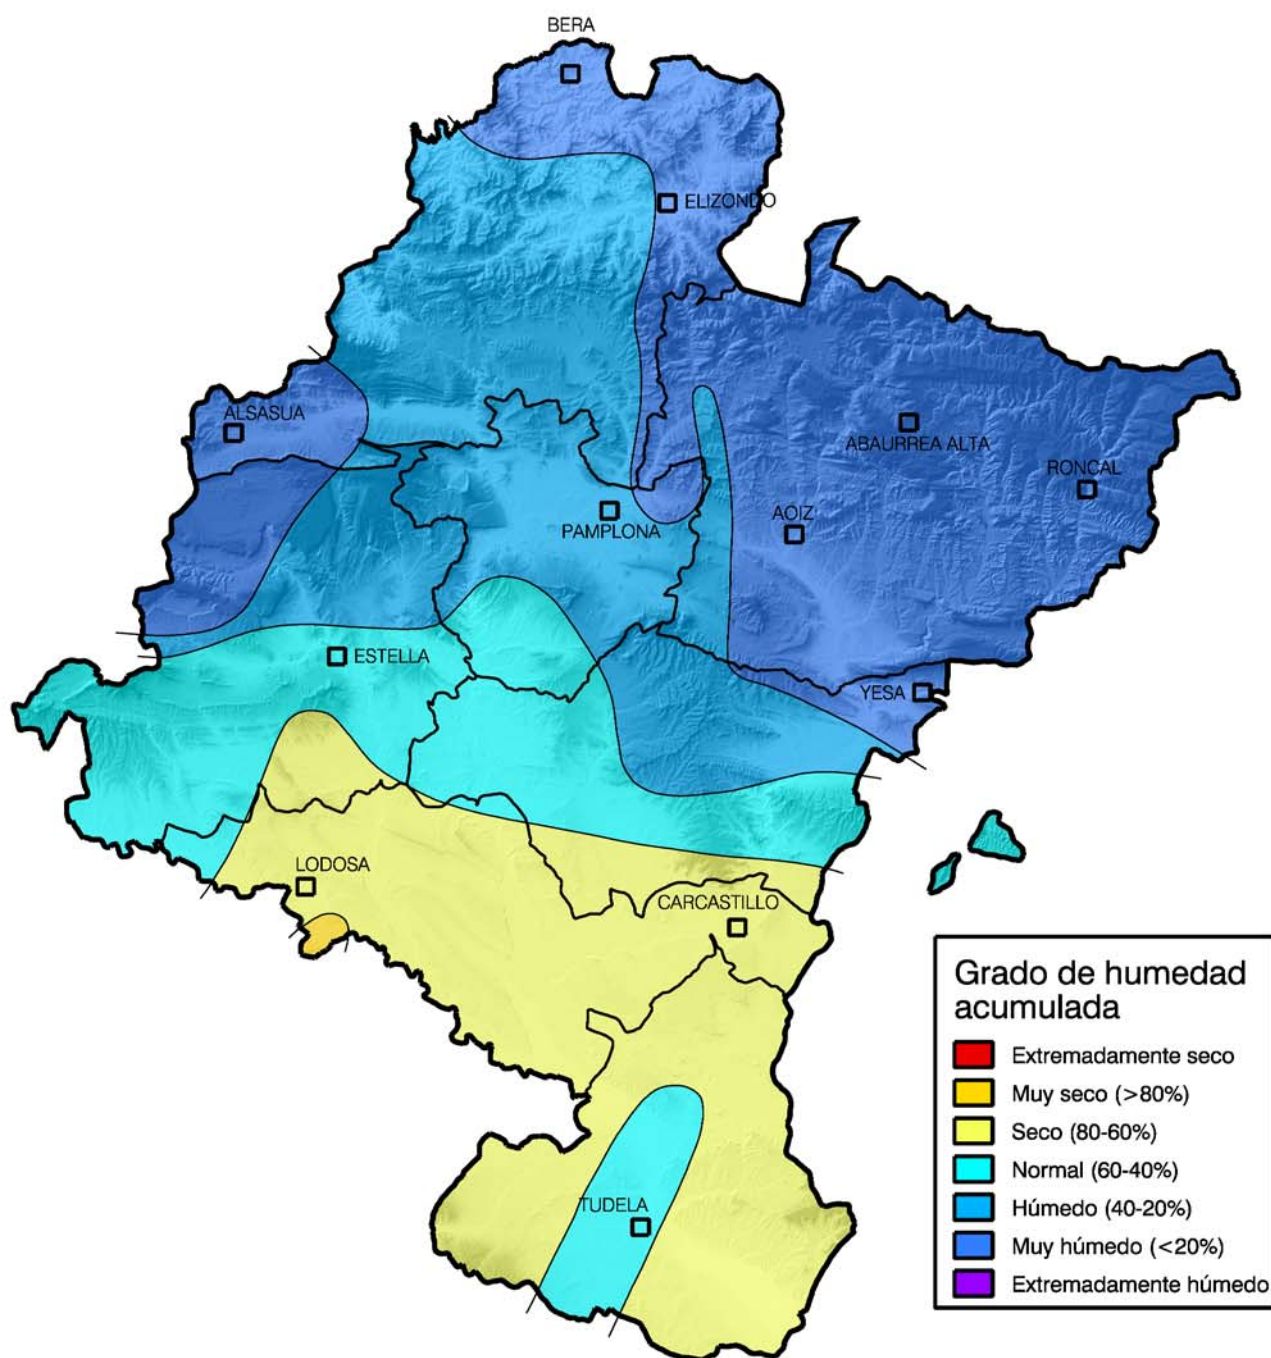 BERA
ELIZONDO
ALSASUA
ABAURREA ALTA
RONCAL
PAMPLONA
AOIZ
ESTELLA
YESA
LODOSA
CARCASTILLO
TUDELA
Grado de humedad
acumulada
Extremadamente seco
Muy seco (>80%)
Seco (80-60%)
Normal (60-40%)
Húmedo (40-20%)
Muy húmedo (<20%)
Extremadamente húmedo